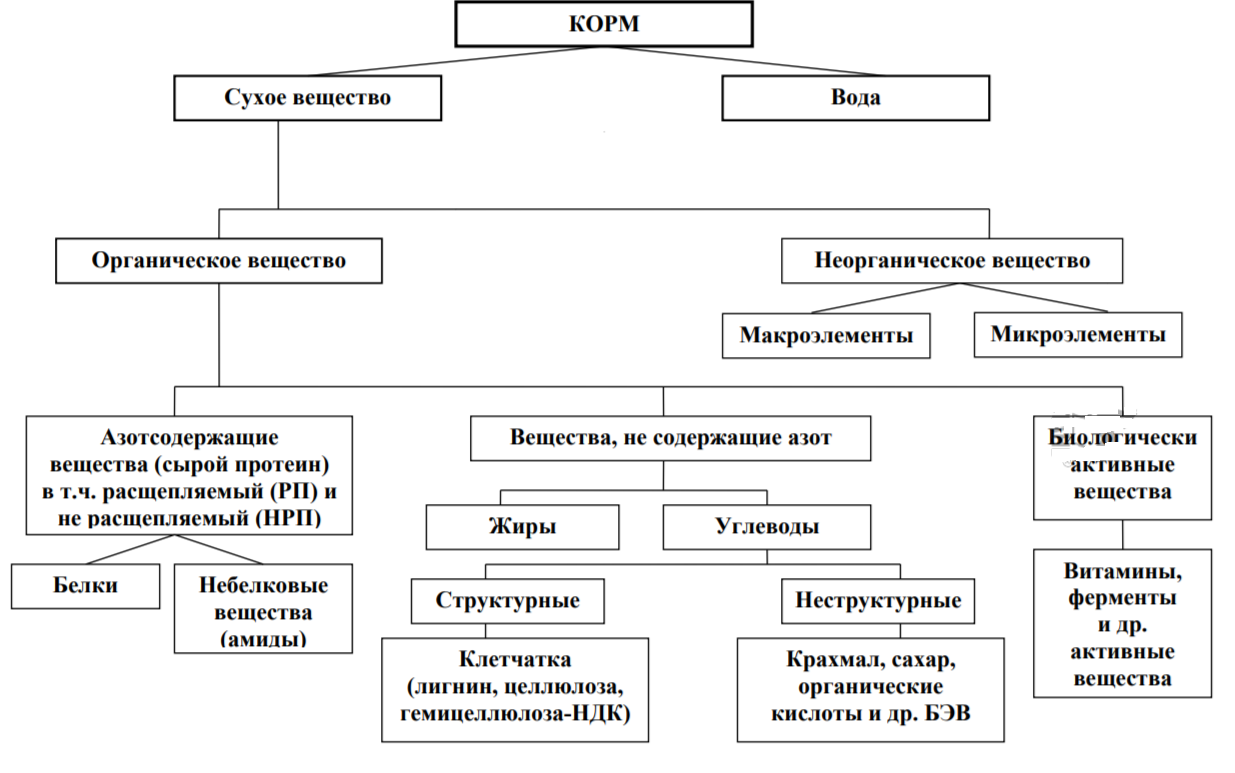 КОРМ
Сухое вещество
Вода
Органическое вещество
Неорганическое вещество
Макроэлементы
Микроэлементы
Азотсодержащие
вещества (сырой протеин)
в т.ч. расщепляемый (РП) и
не расщепляемый (НРП)
Вещества, не содержащие азот
Биологически
активные
вещества
Жиры
Углеводы
Белки
Небелковые
вещества
(амиды)
Структурные
Неструктурные
Витамины,
ферменты
и др.
активные
вещества
Клетчатка
(лигнин, целлюлоза,
гемицеллюлоза-НДК)
Крахмал, сахар,
органические
кислоты и др. БЭВ